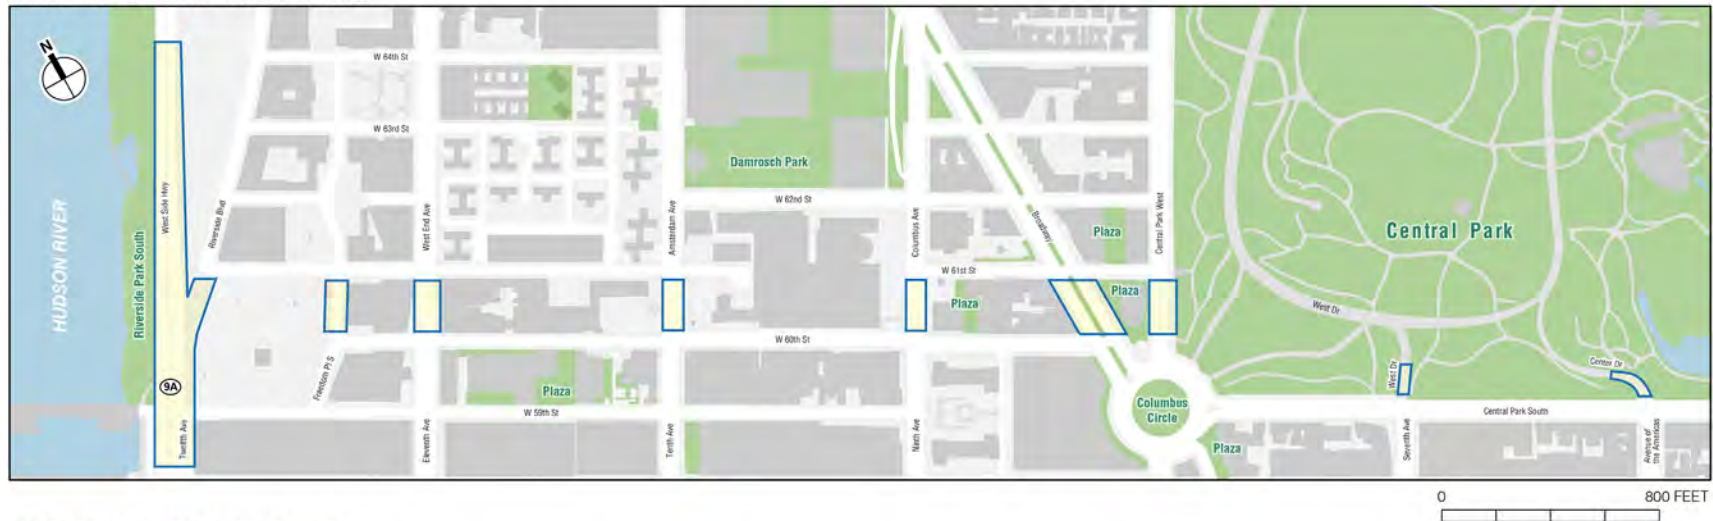 N
W 64th St
W 63rd St
Damrosch Park
W 62nd St
HUDSON RIVER
Riverside Park South
West Side Hwy
Riverside Blvd
West End Ave
Amsterdam Ave
Columbus Ave
Broadway
Plaza
Central Park West
Central Park
W 61st St
Plaza
Plaza
West Dr
W 60th St
Freedom Pl S
9A
Plaza
West Dr
Center Dr
Columbus
Circle
W 59th St
Central Park South
Twelfth Ave
Eleventh Ave
Tenth Ave
Ninth Ave
Plaza
Seventh Ave
Avenue of
the Americas
0
800 FEET